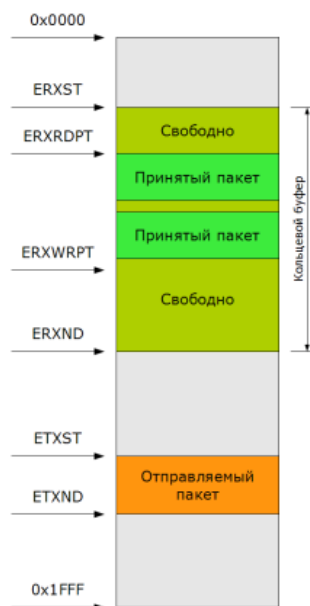 0x0000
ERXST
Свободно
ERXRDPT
Принятый пакет
Принятый пакет
ERXWRPT
Свободно
Кольцевой буфер
ERXND
ETXST
Отправляемый
пакет
ETXND
0x1FFF